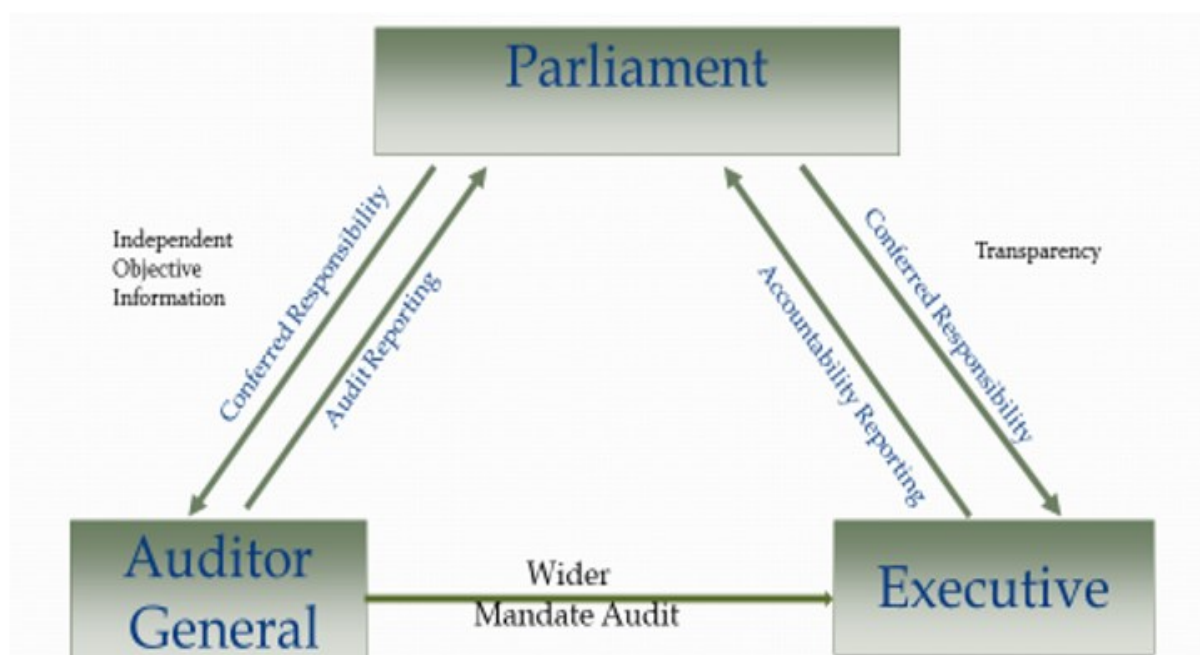 Parliament
Independent
Objective
Information
Conferred Responsibility
Audit Reporting
Accountability Reporting
Conferred Responsibility
Transparency
Auditor
General
Wider
Mandate Audit
Executive